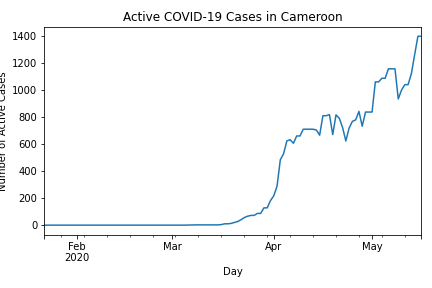 Active COVID-19 Cases in Cameroon
Number of Active Cases
1400
1200
1000
800
600
400
200
0
Feb
2020
Mar
Apr
May
Day